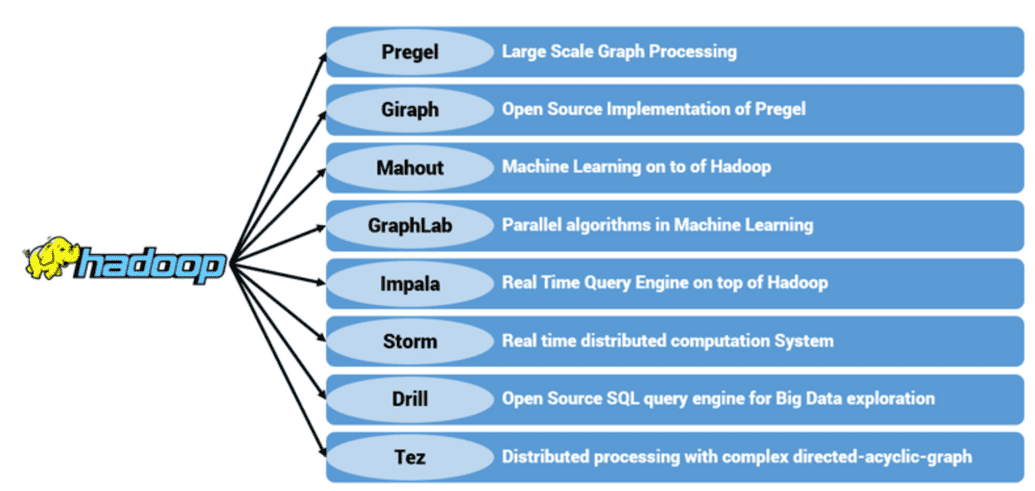 Pregel Large Scale Graph Processing
Giraph Open Source Implementation of Pregel
Mahout Machine Learning on to of Hadoop
GraphLab Parallel algorithms in Machine Learning
hadoop
Impala Real Time Query Engine on top of Hadoop
Storm Real time distributed computation System
Drill Open Source SQL query engine for Big Data exploration
Tez Distributed processing with complex directed-acyclic-graph